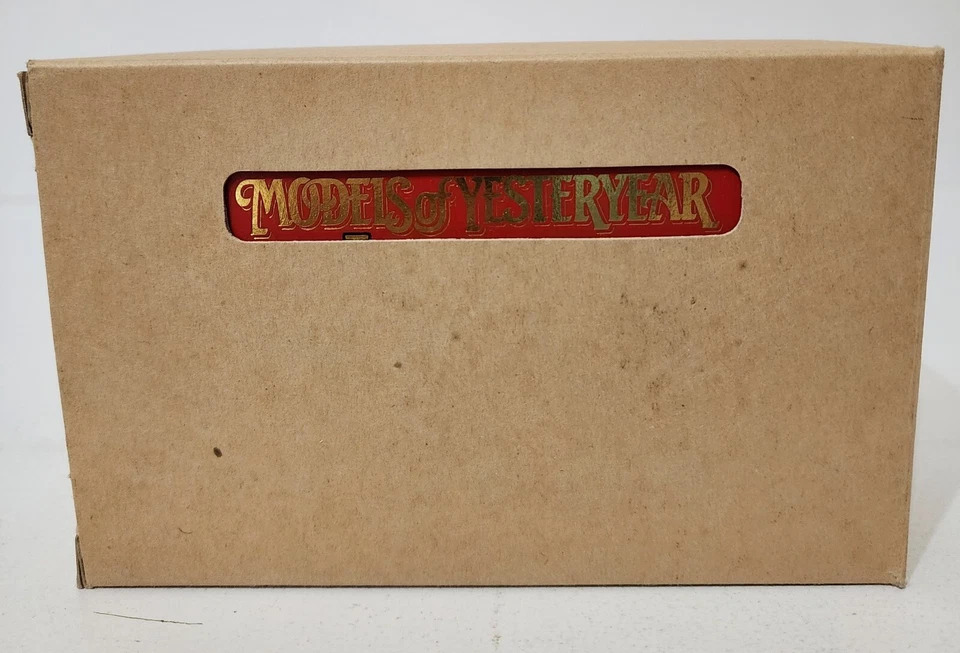 MODELS of YESTERYEAR